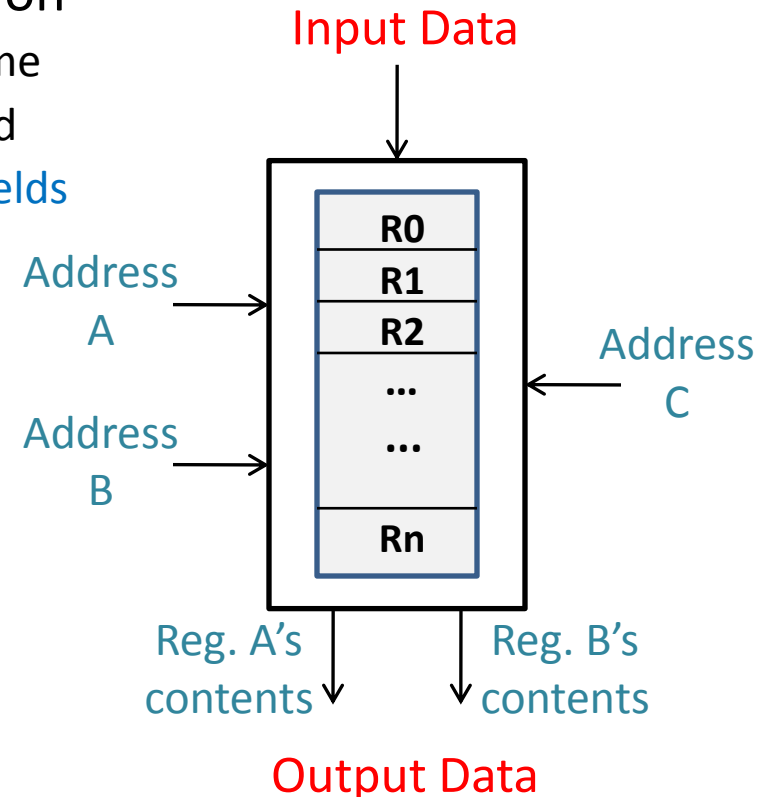 Input Data
R0
R1
R2
...
...
Rn
Address
A
Address
B
Address
C
Reg. A's
contents
Reg. B's
contents
Output Data